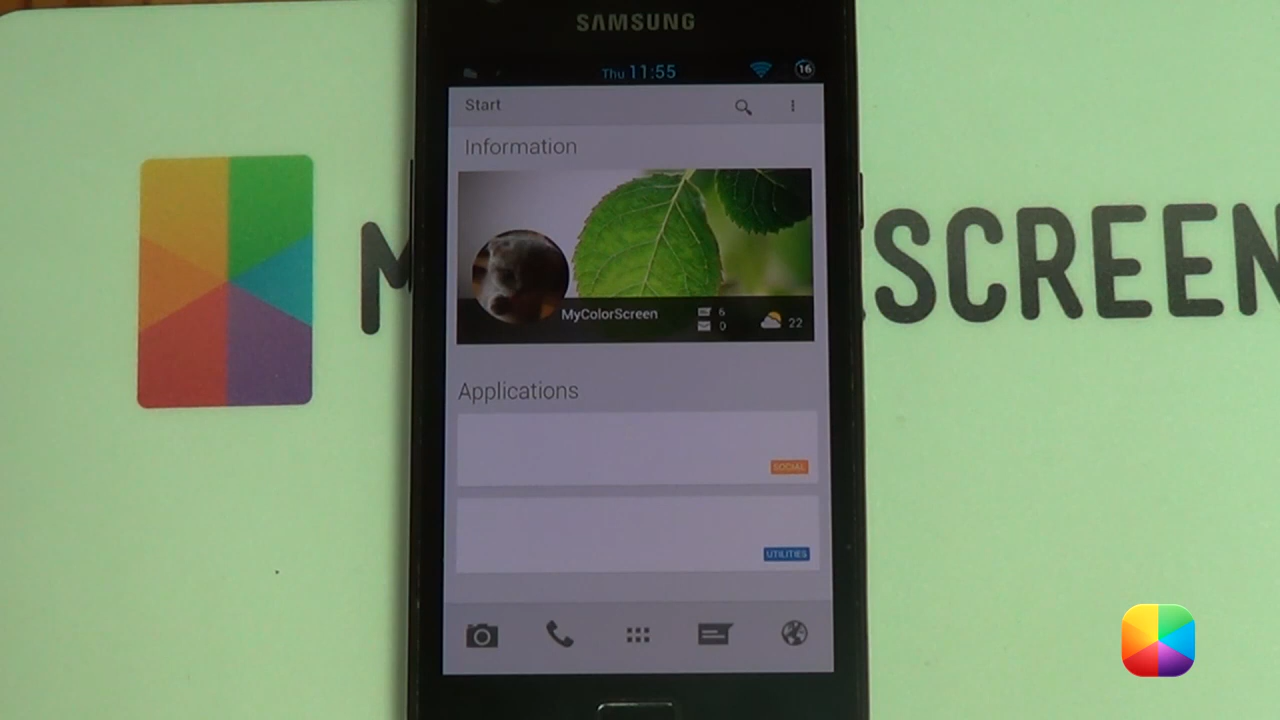 SAMSUNG
Thu 11:55
16
Start
Information
M
SCREEN
MyColorScreen
6
0
22
Applications
SOCIAL
UTILITIES